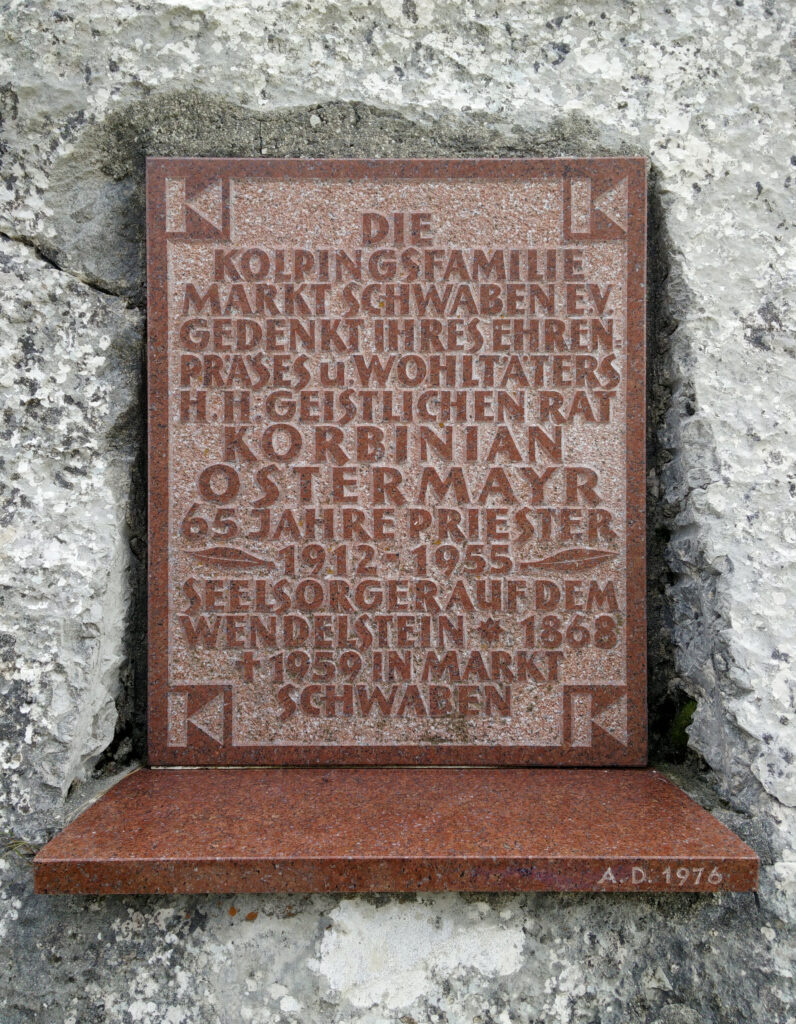 DIE
KOLPINGSFAMILIE
MARKT SCHWABEN E.V.
GEDENKT IHRES EHREN-
PRÄSES u. WOHLTÄTERS
H. H. GEISTLICHEN RAT
KORBINIAN
OSTERMAYR
65 JAHRE PRIESTER
1912 - 1955
SEELSORGER AUF DEM
WENDELSTEIN * 1868
† 1959 IN MARKT
SCHWABEN
A. D. 1976